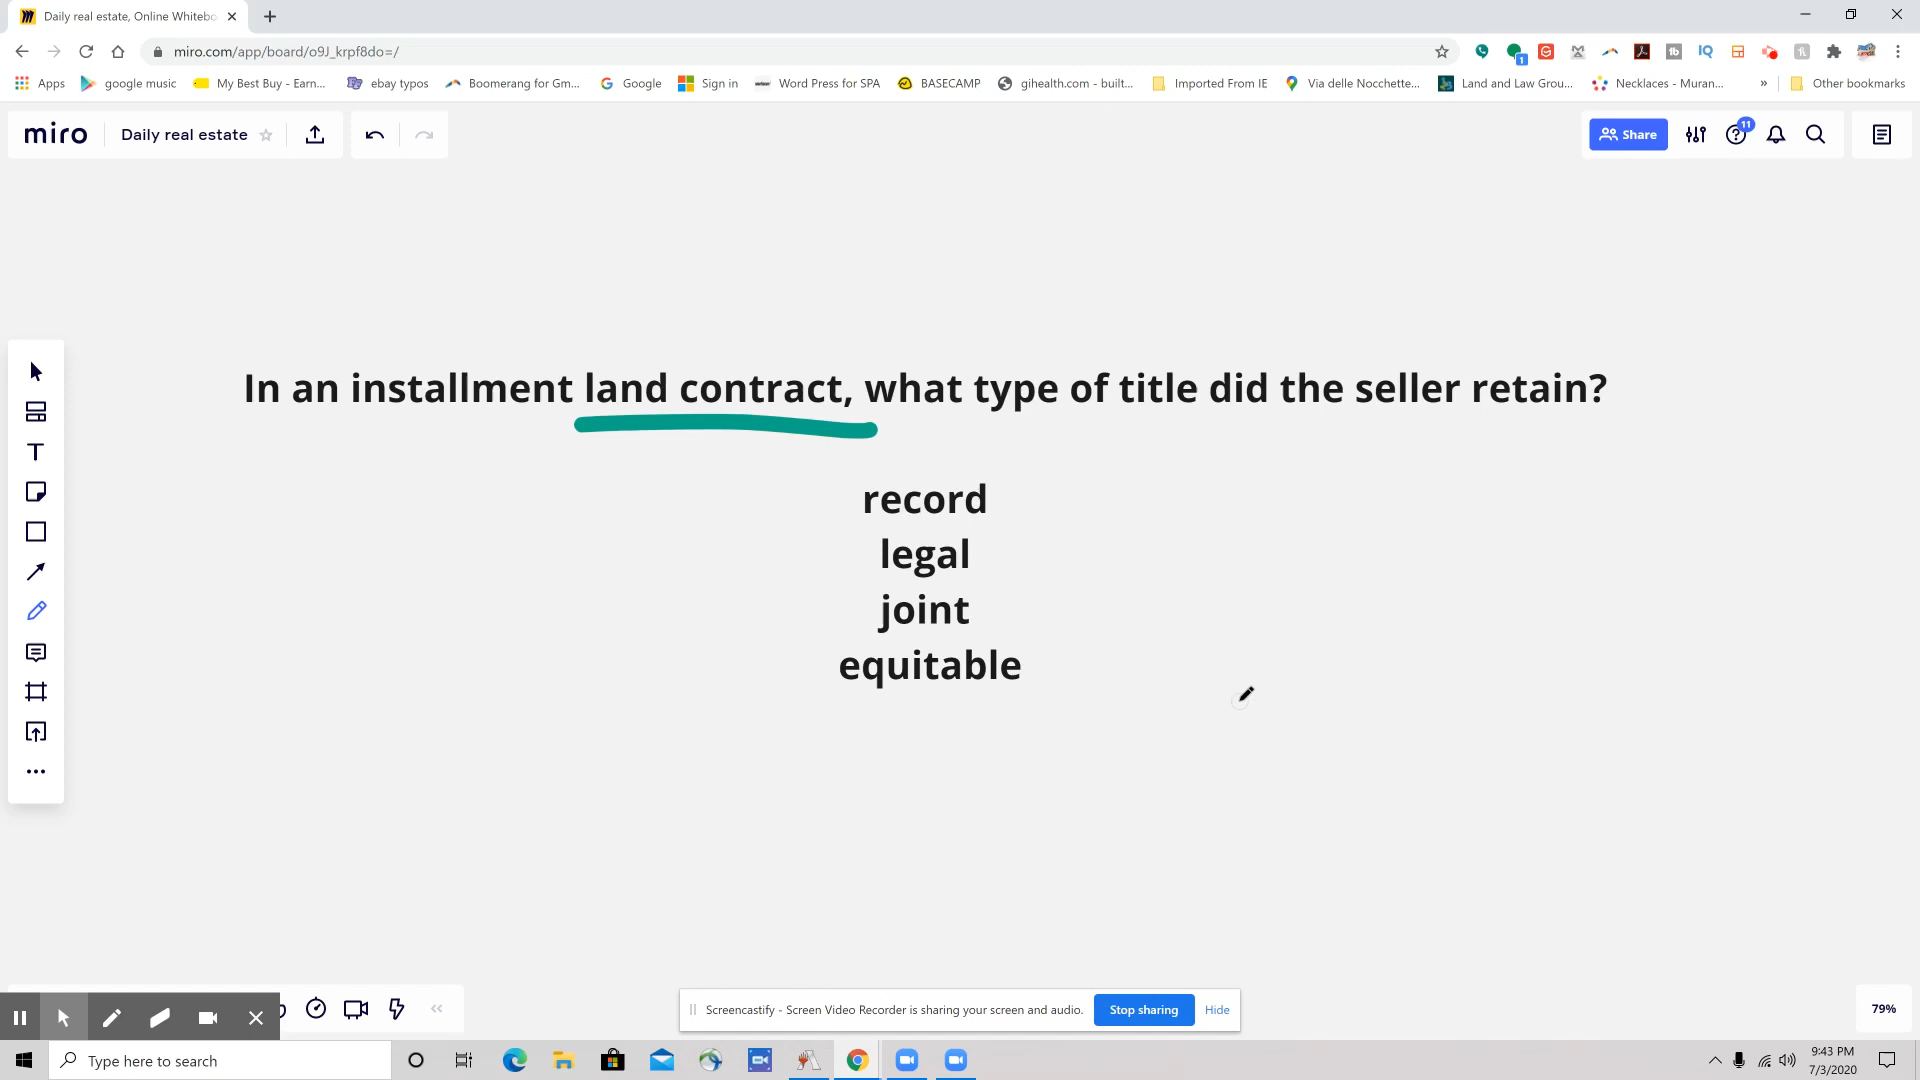 Daily real estate, Online Whitebo
miro.com/app/board/o9J_krpf8do=/
1
Apps
google music
My Best Buy - Earn...
ebay typos
Boomerang for Gm...
Google
Sign in
Word Press for SPA
BASECAMP
gihealth.com - built...
Imported From IE
Via delle Nocchette...
Land and Law Grou...
Necklaces - Muran...
»
Other bookmarks
miro
Daily real estate
Share
11
In an installment land contract, what type of title did the seller retain?
record
legal
joint
equitable
Screencastify - Screen Video Recorder is sharing your screen and audio.
Stop sharing
Hide
79%
Type here to search
9:43 PM
7/3/2020